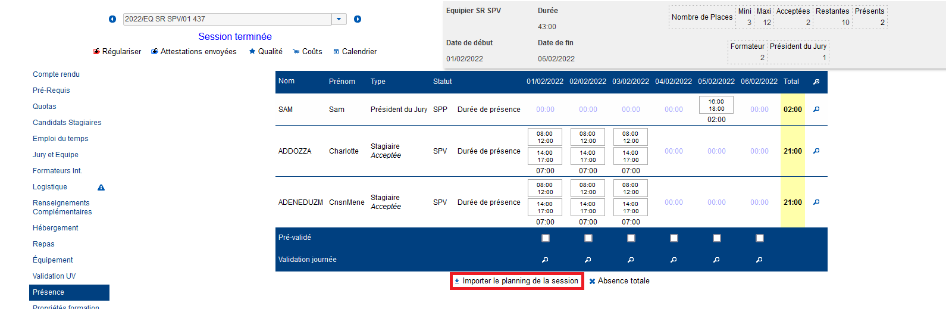 2022/EQ SR SPV/01 437
Session terminée
Régulariser Attestations envoyées Qualité Coûts Calendrier
Equipier SR SPV Durée
43:00
Date de début Date de fin
01/02/2022 06/02/2022
Nombre de Places Mini Maxi Acceptées Restantes Présents
3 12 2 10 2
Formateur Président du Jury
2 1
Compte rendu
Pré-Requis
Quotas
Candidats Stagiaires
Emploi du temps
Jury et Equipe
Formateurs Int.
Logistique
Renseignements
Complémentaires
Hébergement
Repas
Équipement
Validation UV
Présence
Propriétés formation
Nom Prénom Type Statut 01/02/2022 02/02/2022 03/02/2022 04/02/2022 05/02/2022 06/02/2022 Total
SAM Sam Président du Jury SPP Durée de présence 00:00 00:00 00:00 00:00 10:00 00:00 02:00
18:00
02:00
08:00 08:00 08:00
12:00 12:00 12:00
ADDOZZA Charlotte Stagiaire SPV Durée de présence 00:00 00:00 00:00 21:00
Acceptée
14:00 14:00 14:00
17:00 17:00 17:00
07:00 07:00 07:00
08:00 08:00 08:00
12:00 12:00 12:00
ADENEDUZM CnsnMene Stagiaire SPV Durée de présence 00:00 00:00 00:00 21:00
Acceptée
14:00 14:00 14:00
17:00 17:00 17:00
07:00 07:00 07:00
Pré-validé
Validation journée
Importer le planning de la session Absence totale